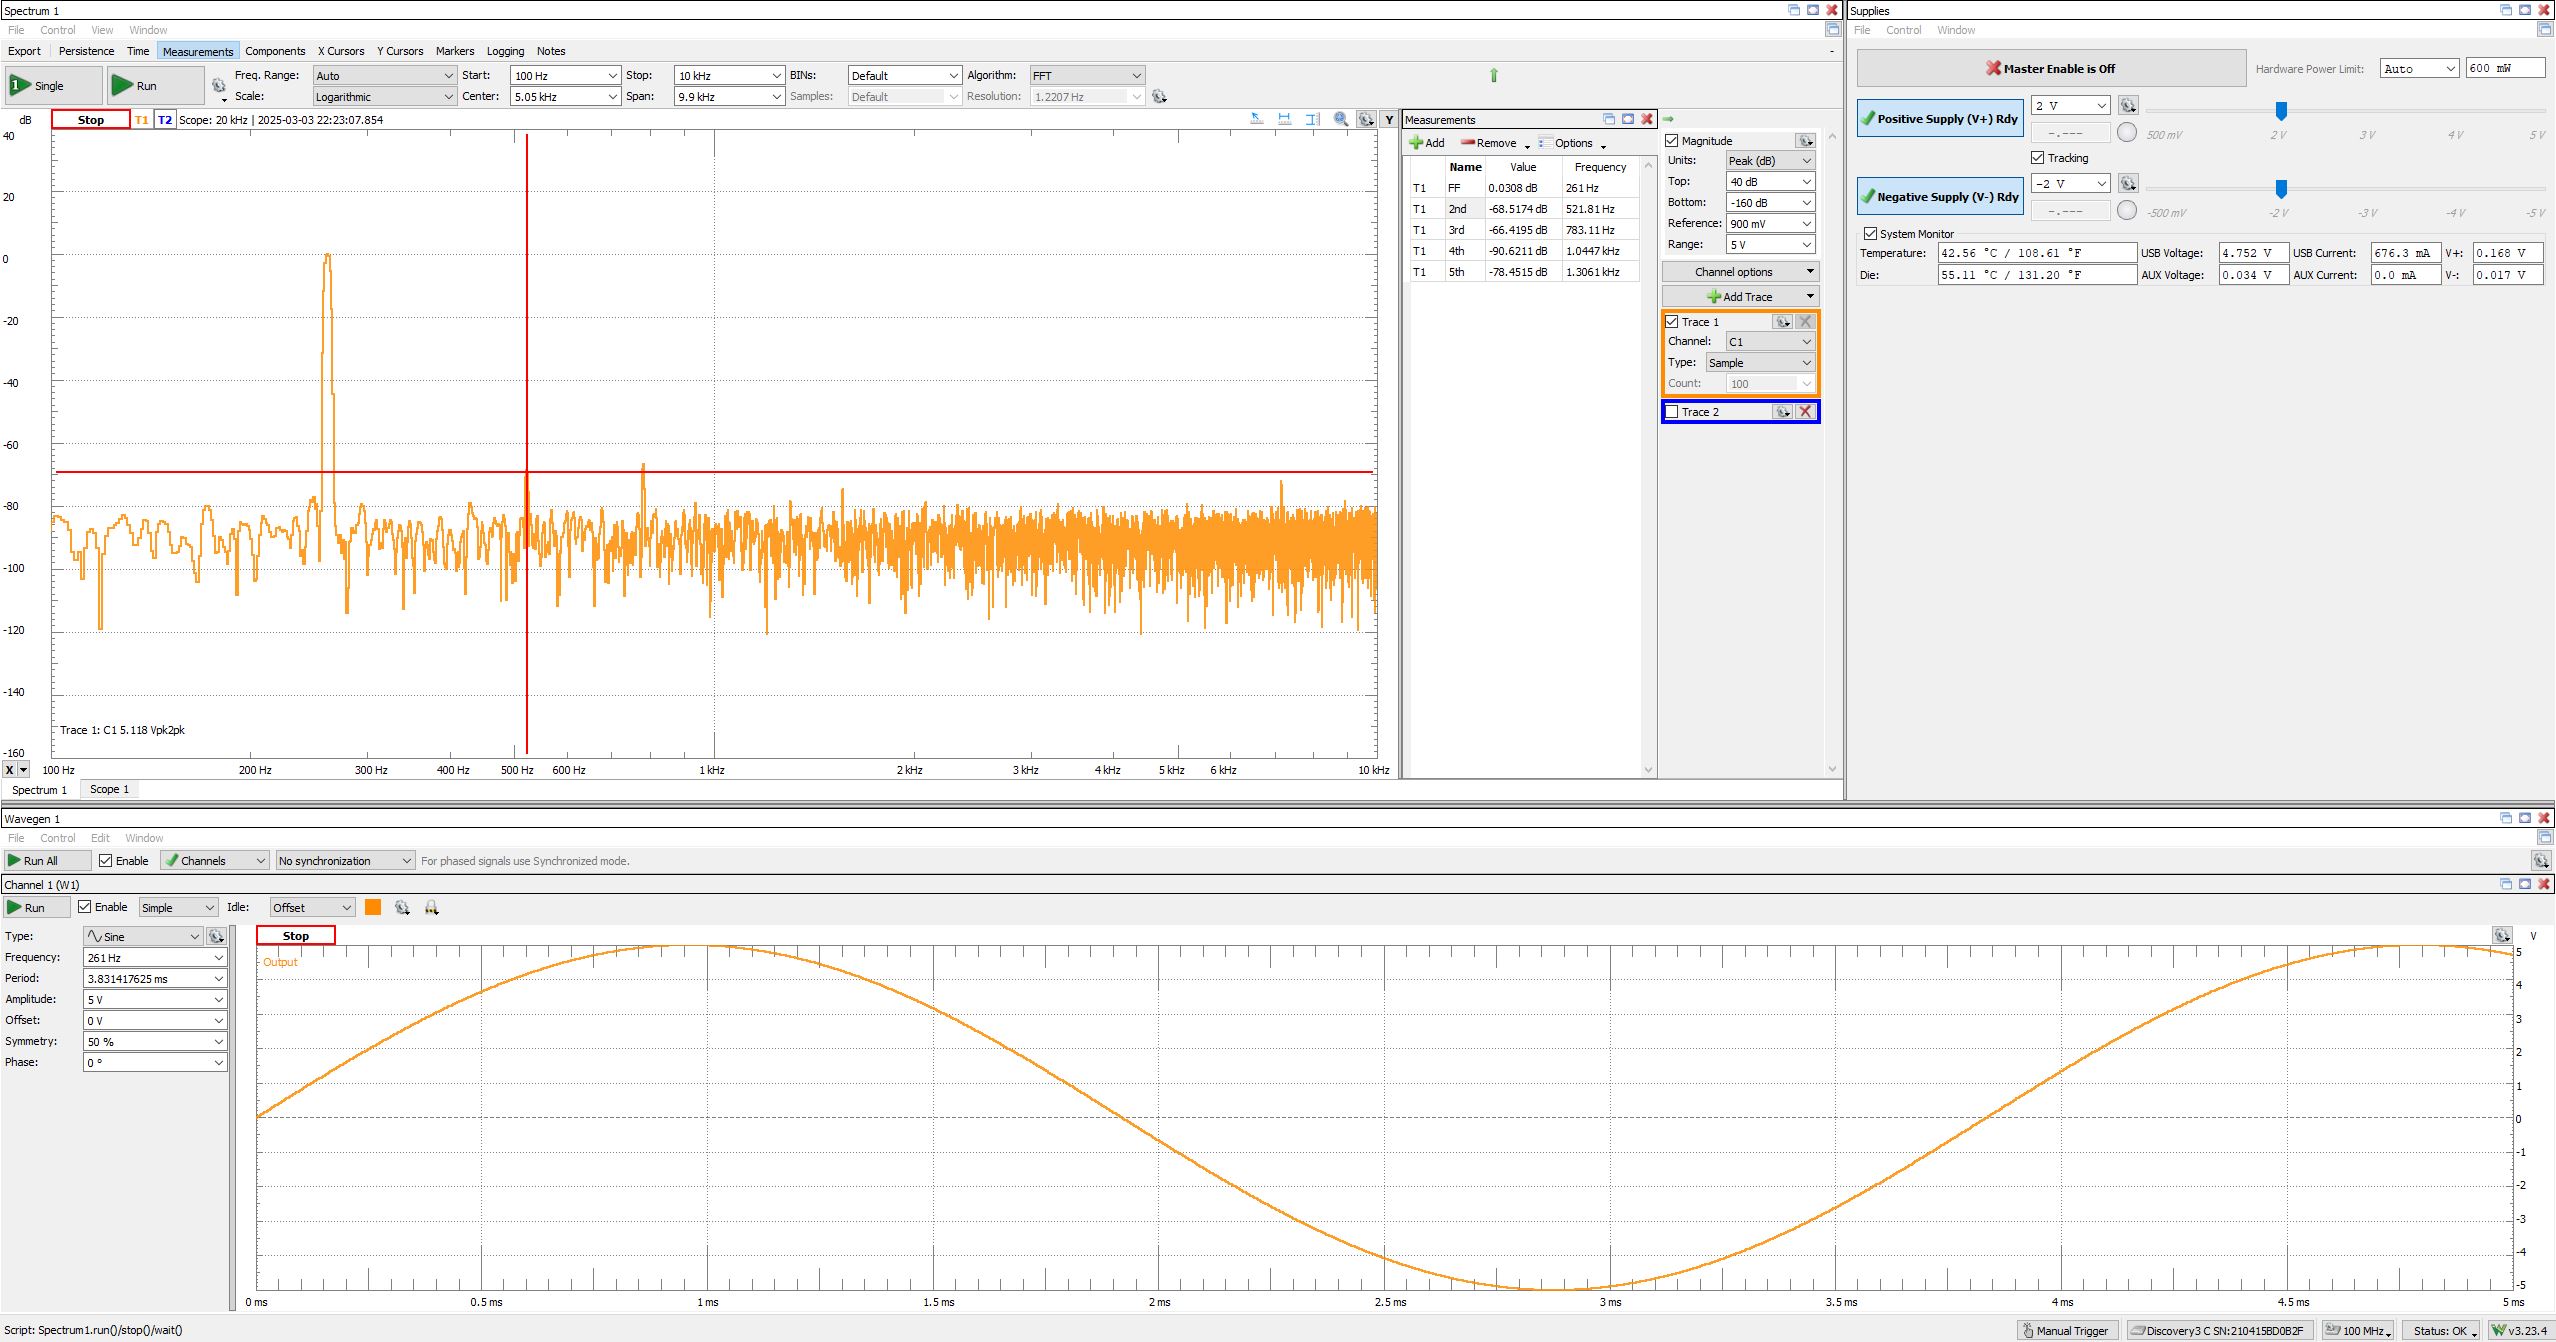 Spectrum 1
File Control View Window
Export Persistence Time Measurements Components X Cursors Y Cursors Markers Logging Notes
Single Run Freq. Range: Auto Start: 100 Hz Stop: 10 kHz BINs: Default Algorithm: FFT
Scale: Logarithmic Center: 5.05 kHz Span: 9.9 kHz Samples: Default Resolution: 1.2207 Hz
dB Stop T1 T2 Scope: 20 kHz | 2025-03-03 22:23:07.854 Y
40
20
0
-20
-40
-60
-80
-100
-120
-140
-160
Trace 1: C1 5.118 Vpk2pk
X 100 Hz 200 Hz 300 Hz 400 Hz 500 Hz 600 Hz 1 kHz 2 kHz 3 kHz 4 kHz 5 kHz 6 kHz 10 kHz
Spectrum 1 Scope 1
Measurements
Add Remove Options
Name Value Frequency
T1 FF 0.0308 dB 261 Hz
T1 2nd -68.5174 dB 521.81 Hz
T1 3rd -66.4195 dB 783.11 Hz
T1 4th -90.6211 dB 1.0447 kHz
T1 5th -78.4515 dB 1.3061 kHz
Magnitude
Units: Peak (dB)
Top: 40 dB
Bottom: -160 dB
Reference: 900 mV
Range: 5 V
Channel options
Add Trace
Trace 1
Channel: C1
Type: Sample
Count: 100
Trace 2
Supplies
File Control Window
Master Enable is Off Hardware Power Limit: Auto 600 mW
Positive Supply (V+) Rdy 2 V
-.--- 500 mV 2 V 3 V 4 V 5 V
Tracking
Negative Supply (V-) Rdy -2 V
-.--- -500 mV -2 V -3 V -4 V -5 V
System Monitor
Temperature: 42.56 °C / 108.61 °F USB Voltage: 4.752 V USB Current: 676.3 mA V+: 0.168 V
Die: 55.11 °C / 131.20 °F AUX Voltage: 0.034 V AUX Current: 0.0 mA V-: 0.017 V
Wavegen 1
File Control Edit Window
Run All Enable Channels No synchronization For phased signals use Synchronized mode.
Channel 1 (W1)
Run Enable Simple Idle: Offset
Type: Sine
Frequency: 261 Hz
Period: 3.831417625 ms
Amplitude: 5 V
Offset: 0 V
Symmetry: 50 %
Phase: 0 °
Stop V
Output
5
4
3
2
1
0
-1
-2
-3
-4
-5
0 ms 0.5 ms 1 ms 1.5 ms 2 ms 2.5 ms 3 ms 3.5 ms 4 ms 4.5 ms 5 ms
Script: Spectrum1.run()/stop()/wait() Manual Trigger Discovery3 C SN:210415BD0B2F 100 MHz Status: OK v3.23.4